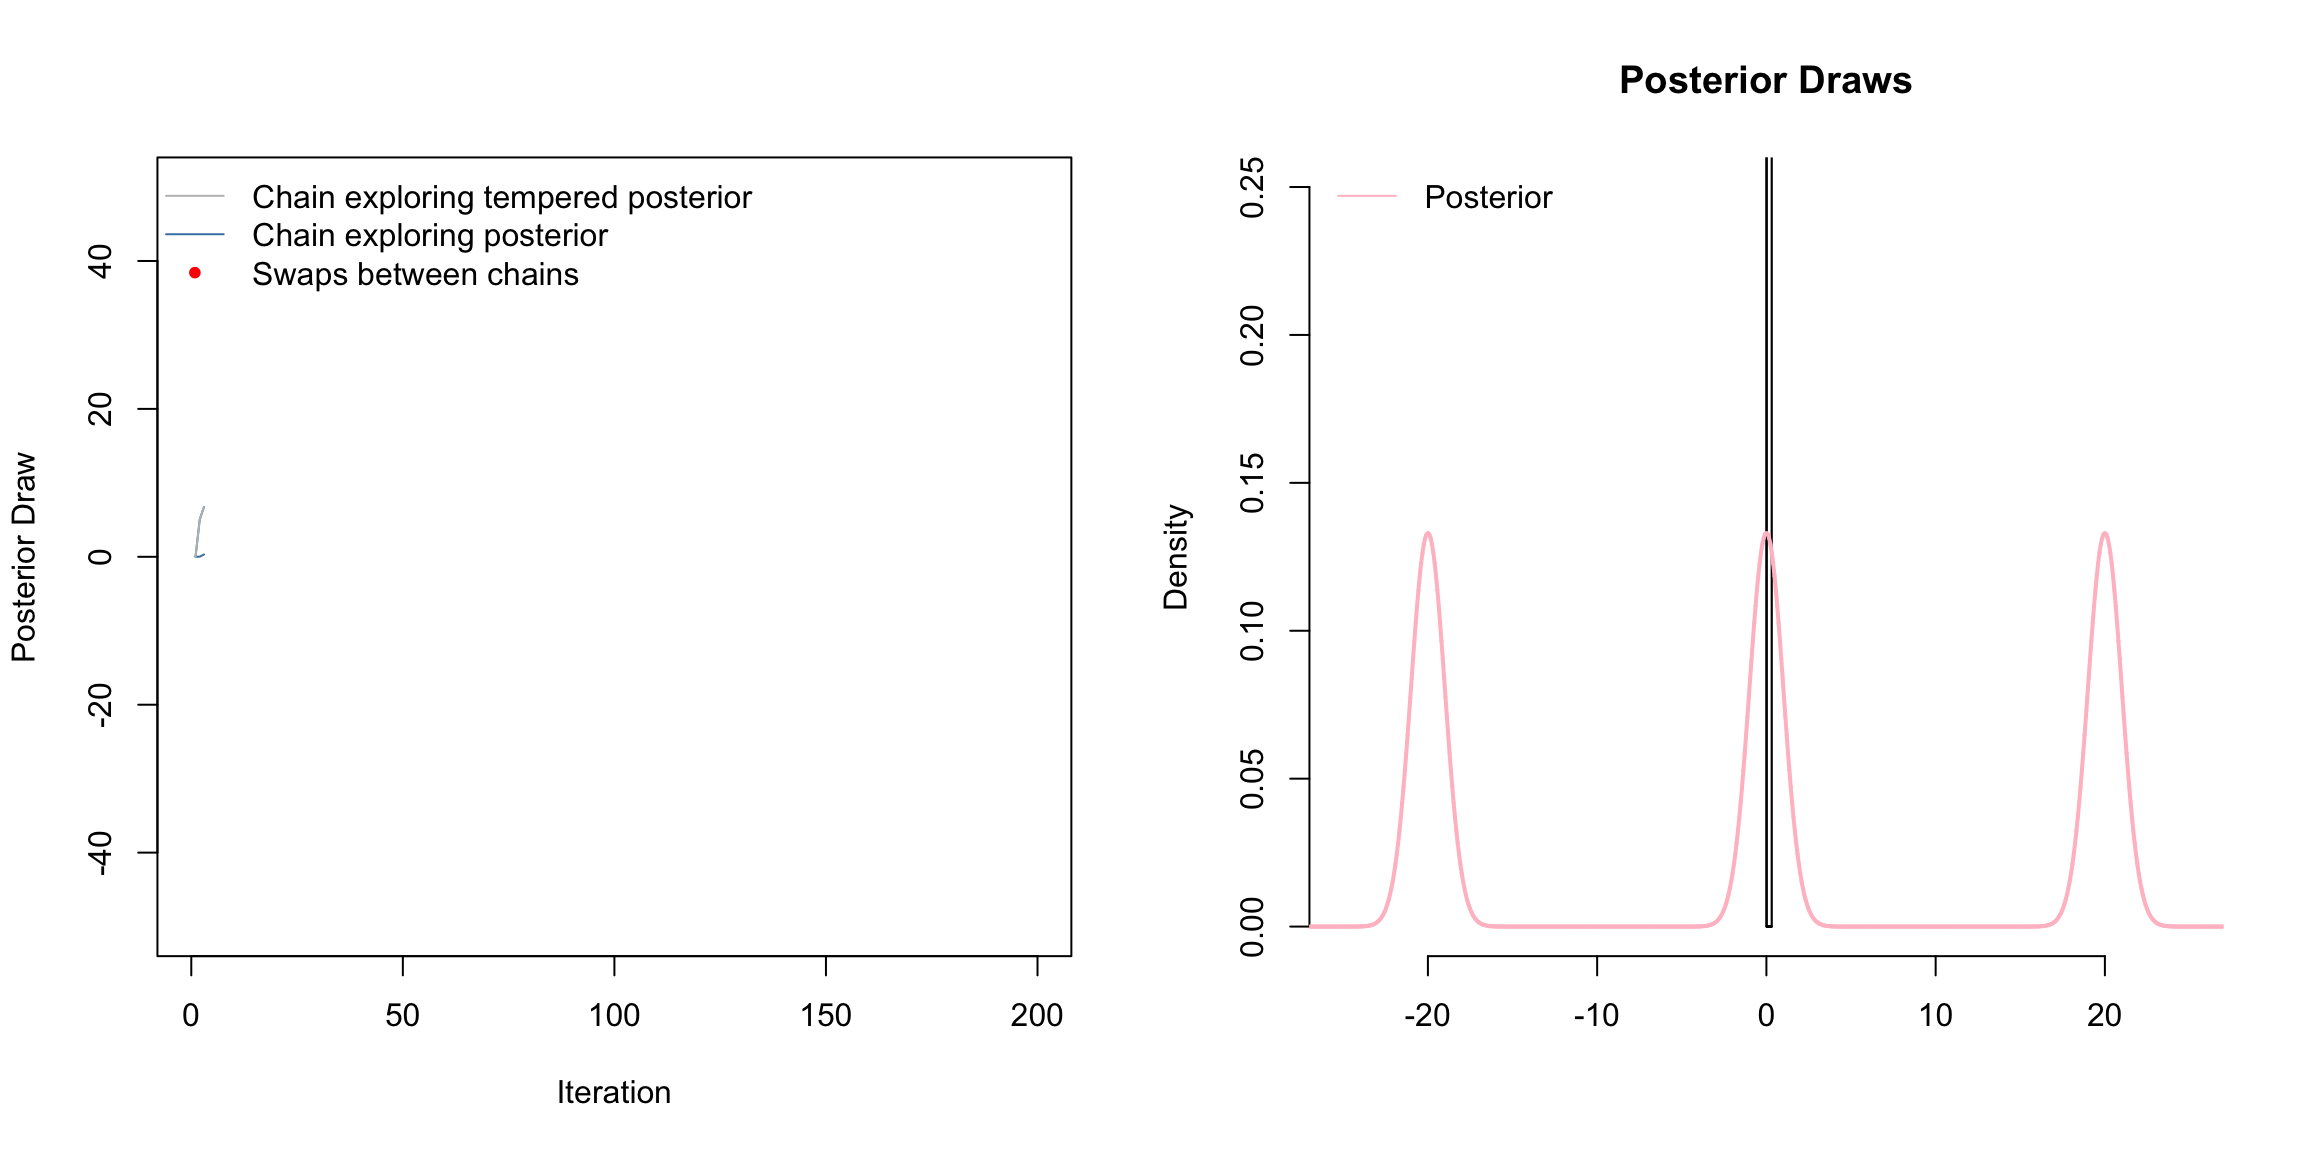 Chain exploring tempered posterior
Chain exploring posterior
Swaps between chains
Posterior Draw
40
20
0
-20
-40
0 50 100 150 200
Iteration
Posterior Draws
Posterior
Density
0.25
0.20
0.15
0.10
0.05
0.00
-20 -10 0 10 20